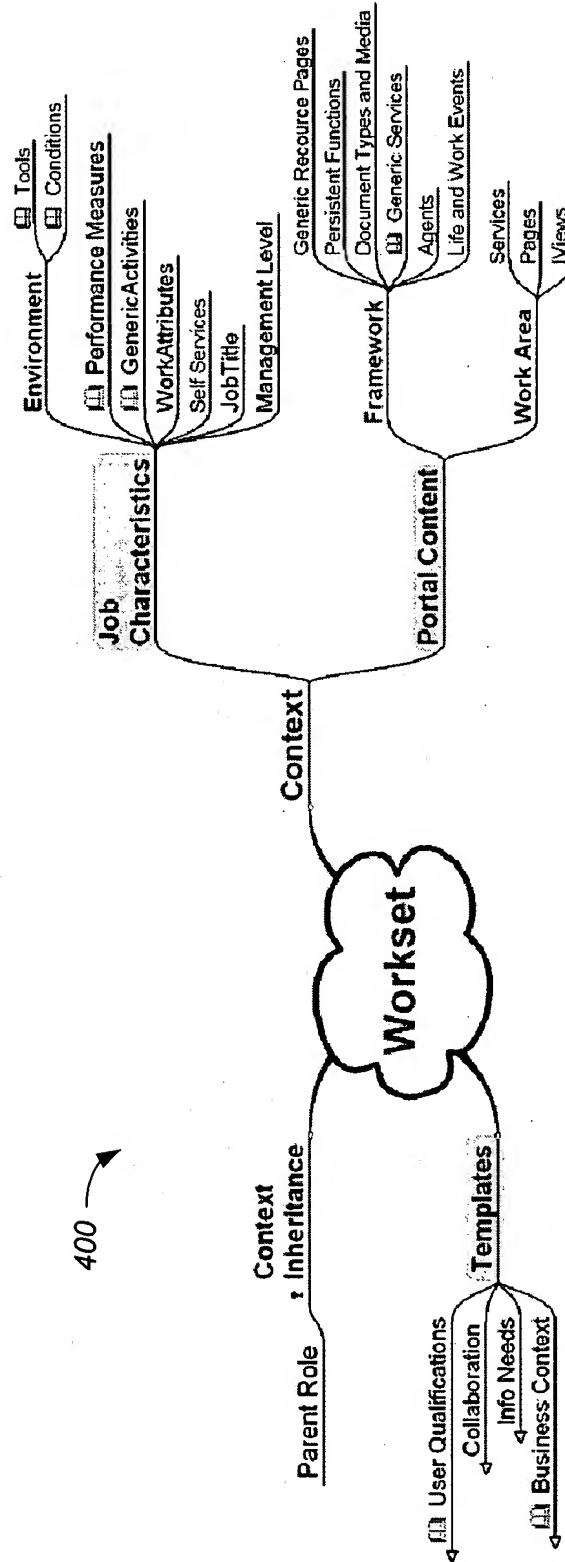 400
Workset
Context
Inheritance
Parent Role
Templates
User Qualifications
Collaboration
Info Needs
Business Context
Context
Job
Characteristics
Environment
Tools
Conditions
Performance Measures
GenericActivities
WorkAttributes
Self Services
JobTitle
Management Level
Portal Content
Framework
Generic Recource Pages
Persistent Functions
Document Types and Media
Generic Services
Agents
Life and Work Events
Work Area
Services
Pages
IViews